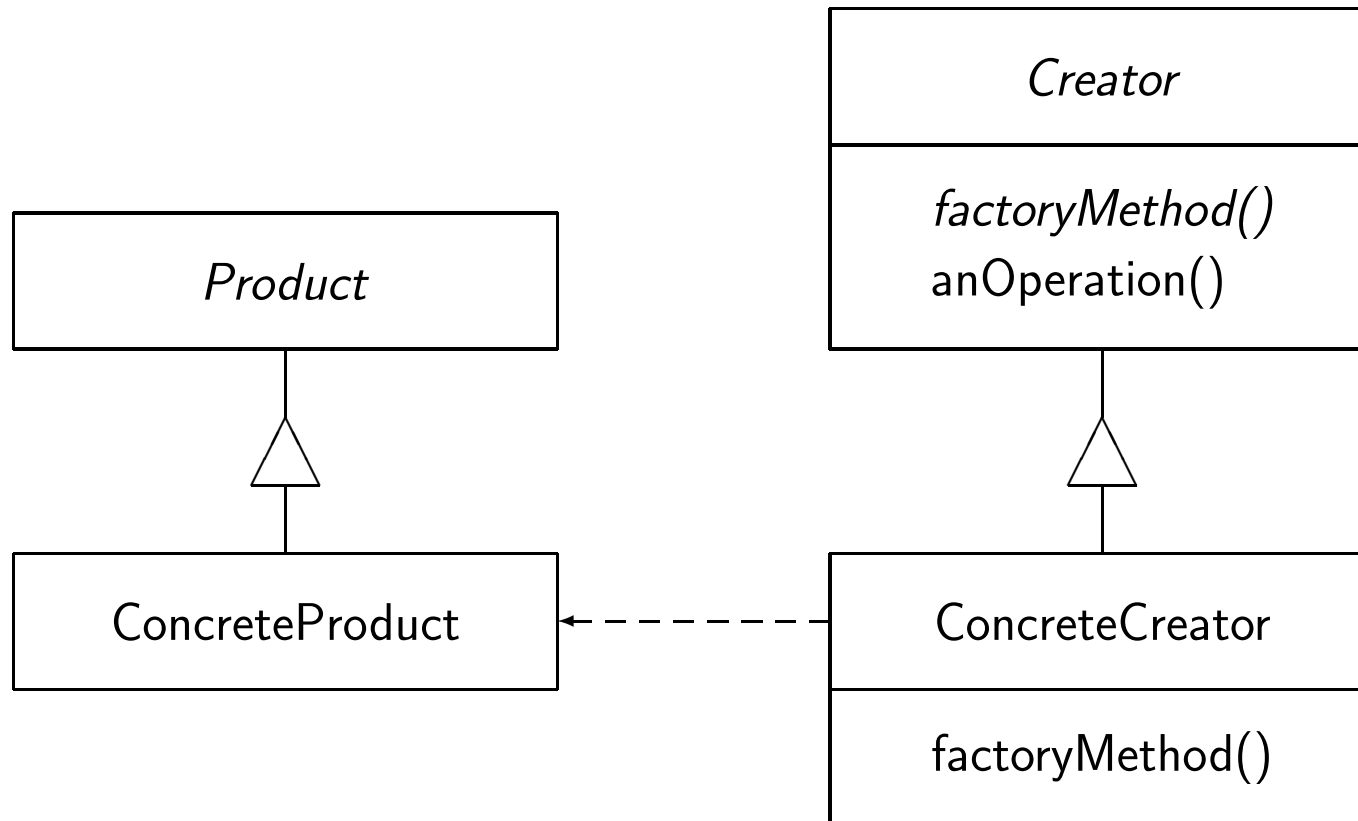 Creator
factoryMethod()
anOperation()
Product
ConcreteProduct
ConcreteCreator
factoryMethod()